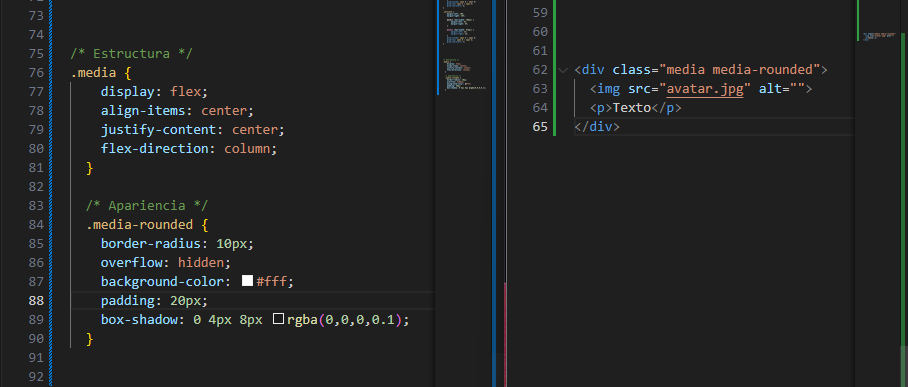 72
73
74
75 /* Estructura */
76 .media {
77 display: flex;
78 align-items: center;
79 justify-content: center;
80 flex-direction: column;
81 }
82
83 /* Apariencia */
84 .media-rounded {
85 border-radius: 10px;
86 overflow: hidden;
87 background-color: #fff;
88 padding: 20px;
89 box-shadow: 0 4px 8px rgba(0,0,0,0.1);
90 }
91
92
59
60
61
62 <div class="media media-rounded">
63 <img src="avatar.jpg" alt="">
64 <p>Texto</p>
65 </div>